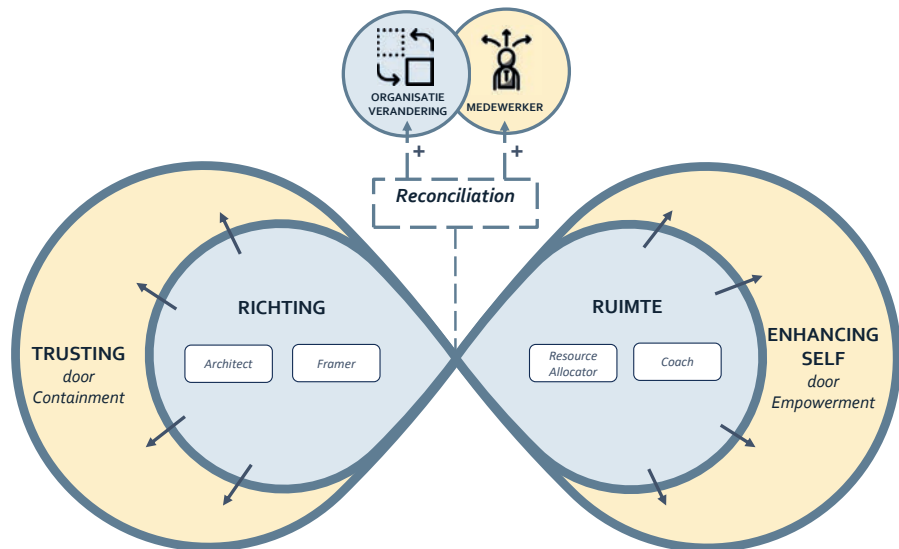 ORGANISATIE
VERANDERING
MEDEWERKER
+
+
Reconciliation
RICHTING
Architect
Framer
TRUSTING
door
Containment
RUIMTE
Resource
Allocator
Coach
ENHANCING
SELF
door
Empowerment